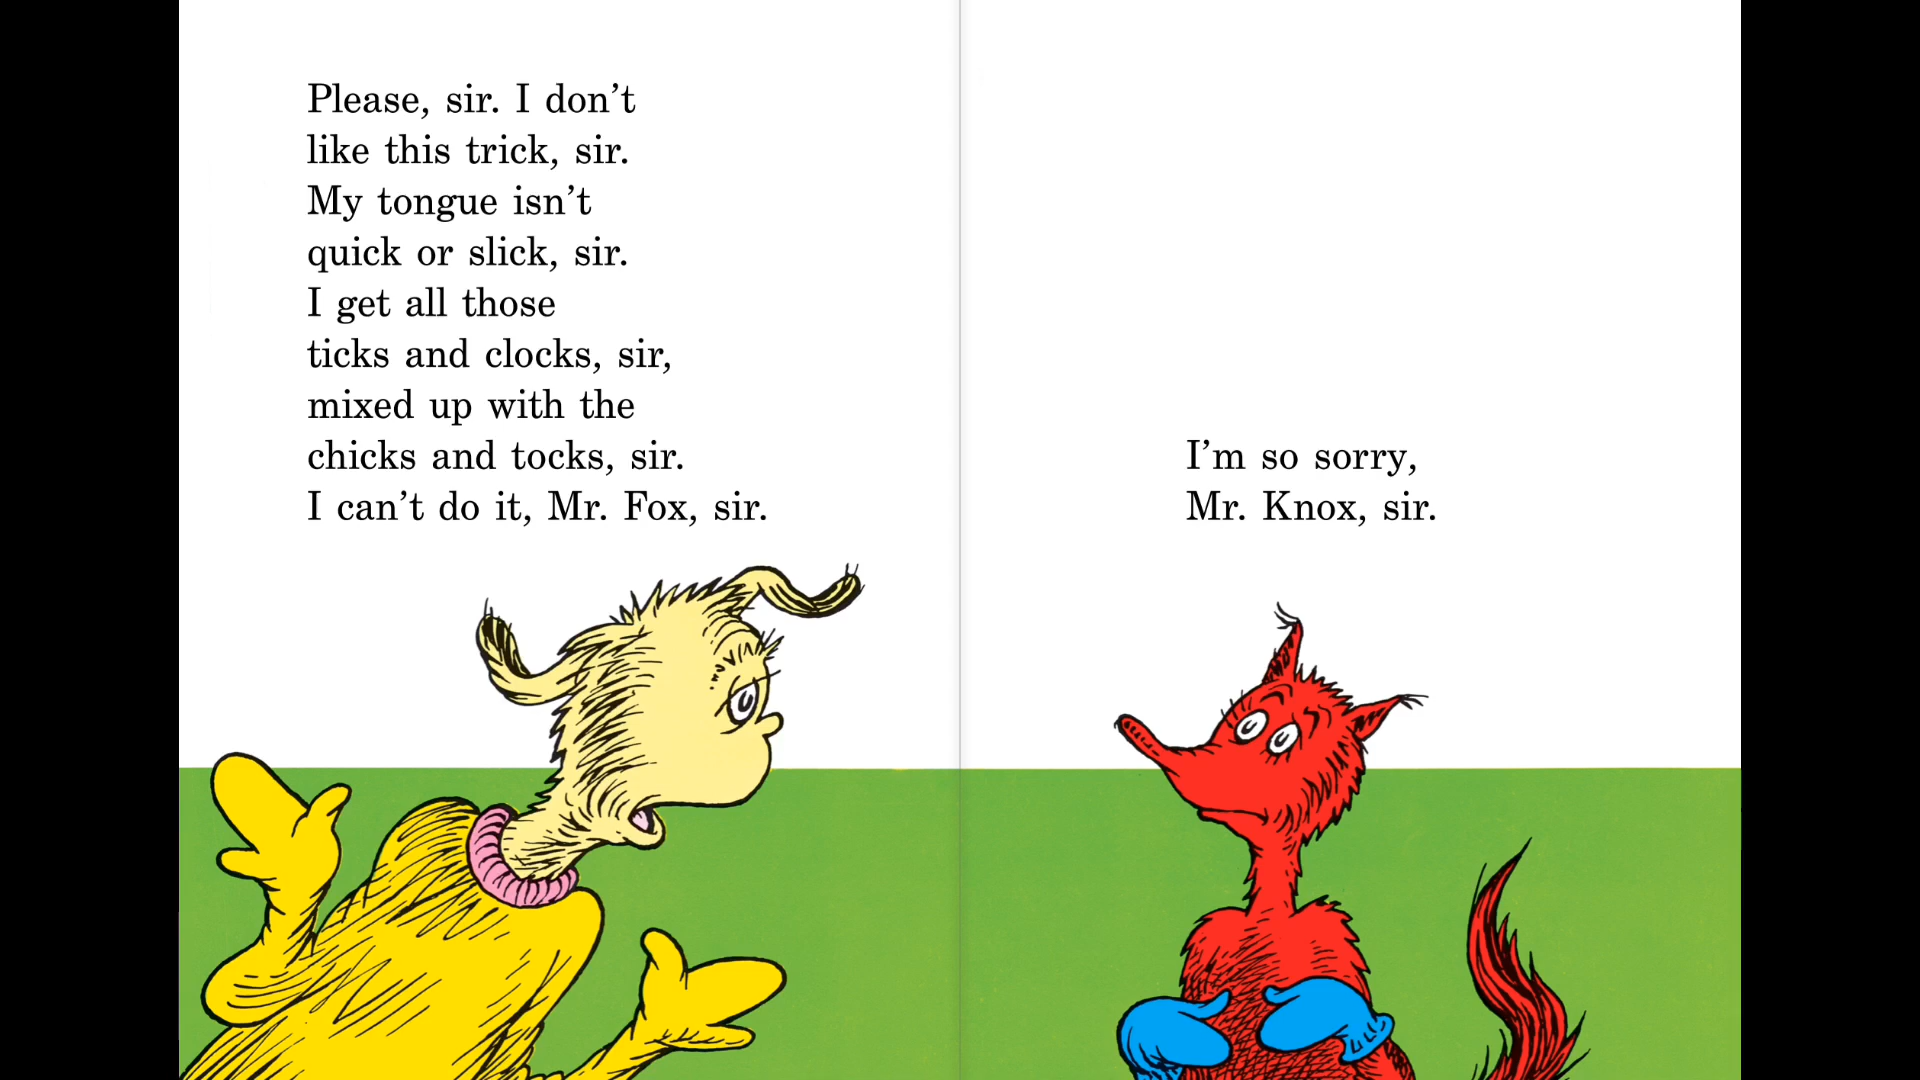 Please, sir. I don’t
like this trick, sir.
My tongue isn’t
quick or slick, sir.
I get all those
ticks and clocks, sir,
mixed up with the
chicks and tocks, sir.
I can’t do it, Mr. Fox, sir.
I’m so sorry,
Mr. Knox, sir.